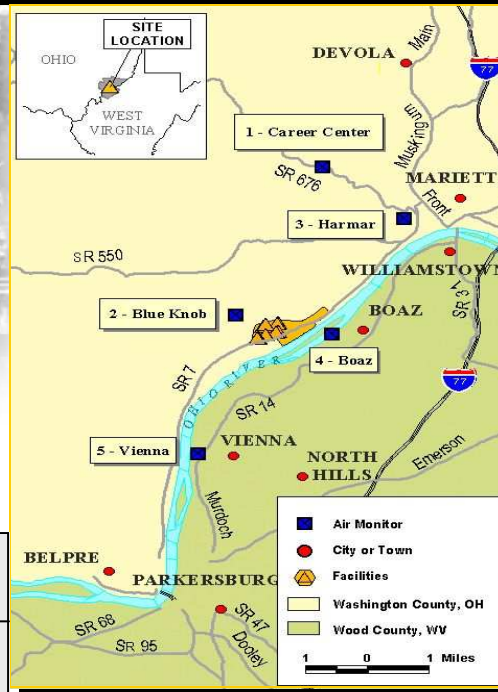 SITE
LOCATION
OHIO
WEST
VIRGINIA
DEVOLA
Main
77
1 - Career Center
Muskingum
SR 676
MARIETT
Front
3 - Harmar
SR 550
WILLIAMSTOWN
SR 31
2 - Blue Knob
BOAZ
4 - Boaz
SR 7
OHIO RIVER
77
SR 14
5 - Vienna
VIENNA
NORTH
HILLS
Emerson
Murdoch
BELPRE
PARKERSBURG
SR 68
SR 47
SR 95
Dooley
Air Monitor
City or Town
Facilities
Washington County, OH
Wood County, WV
1 0 1 Miles